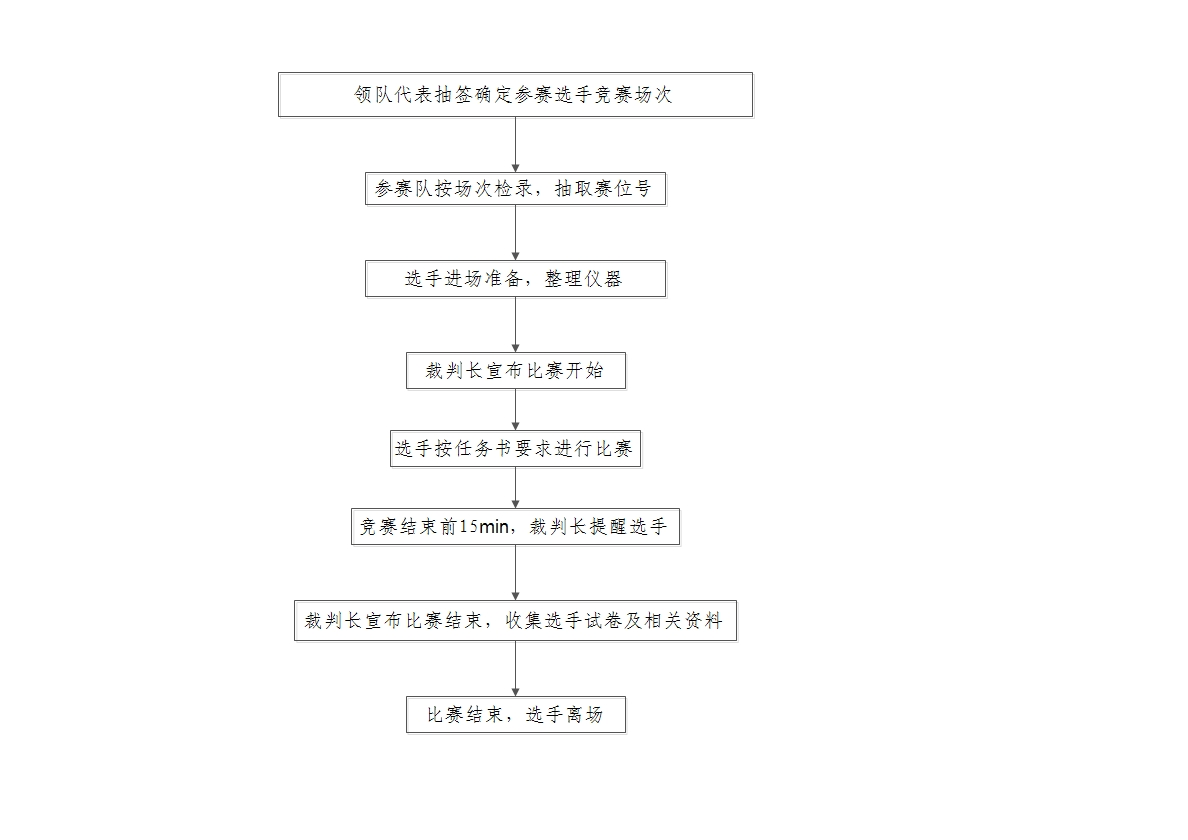 领队代表抽签确定参赛选手竞赛场次
参赛队按场次检录，抽取赛位号
选手进场准备，整理仪器
裁判长宣布比赛开始
选手按任务书要求进行比赛
竞赛结束前15min，裁判长提醒选手
裁判长宣布比赛结束，收集选手试卷及相关资料
比赛结束，选手离场